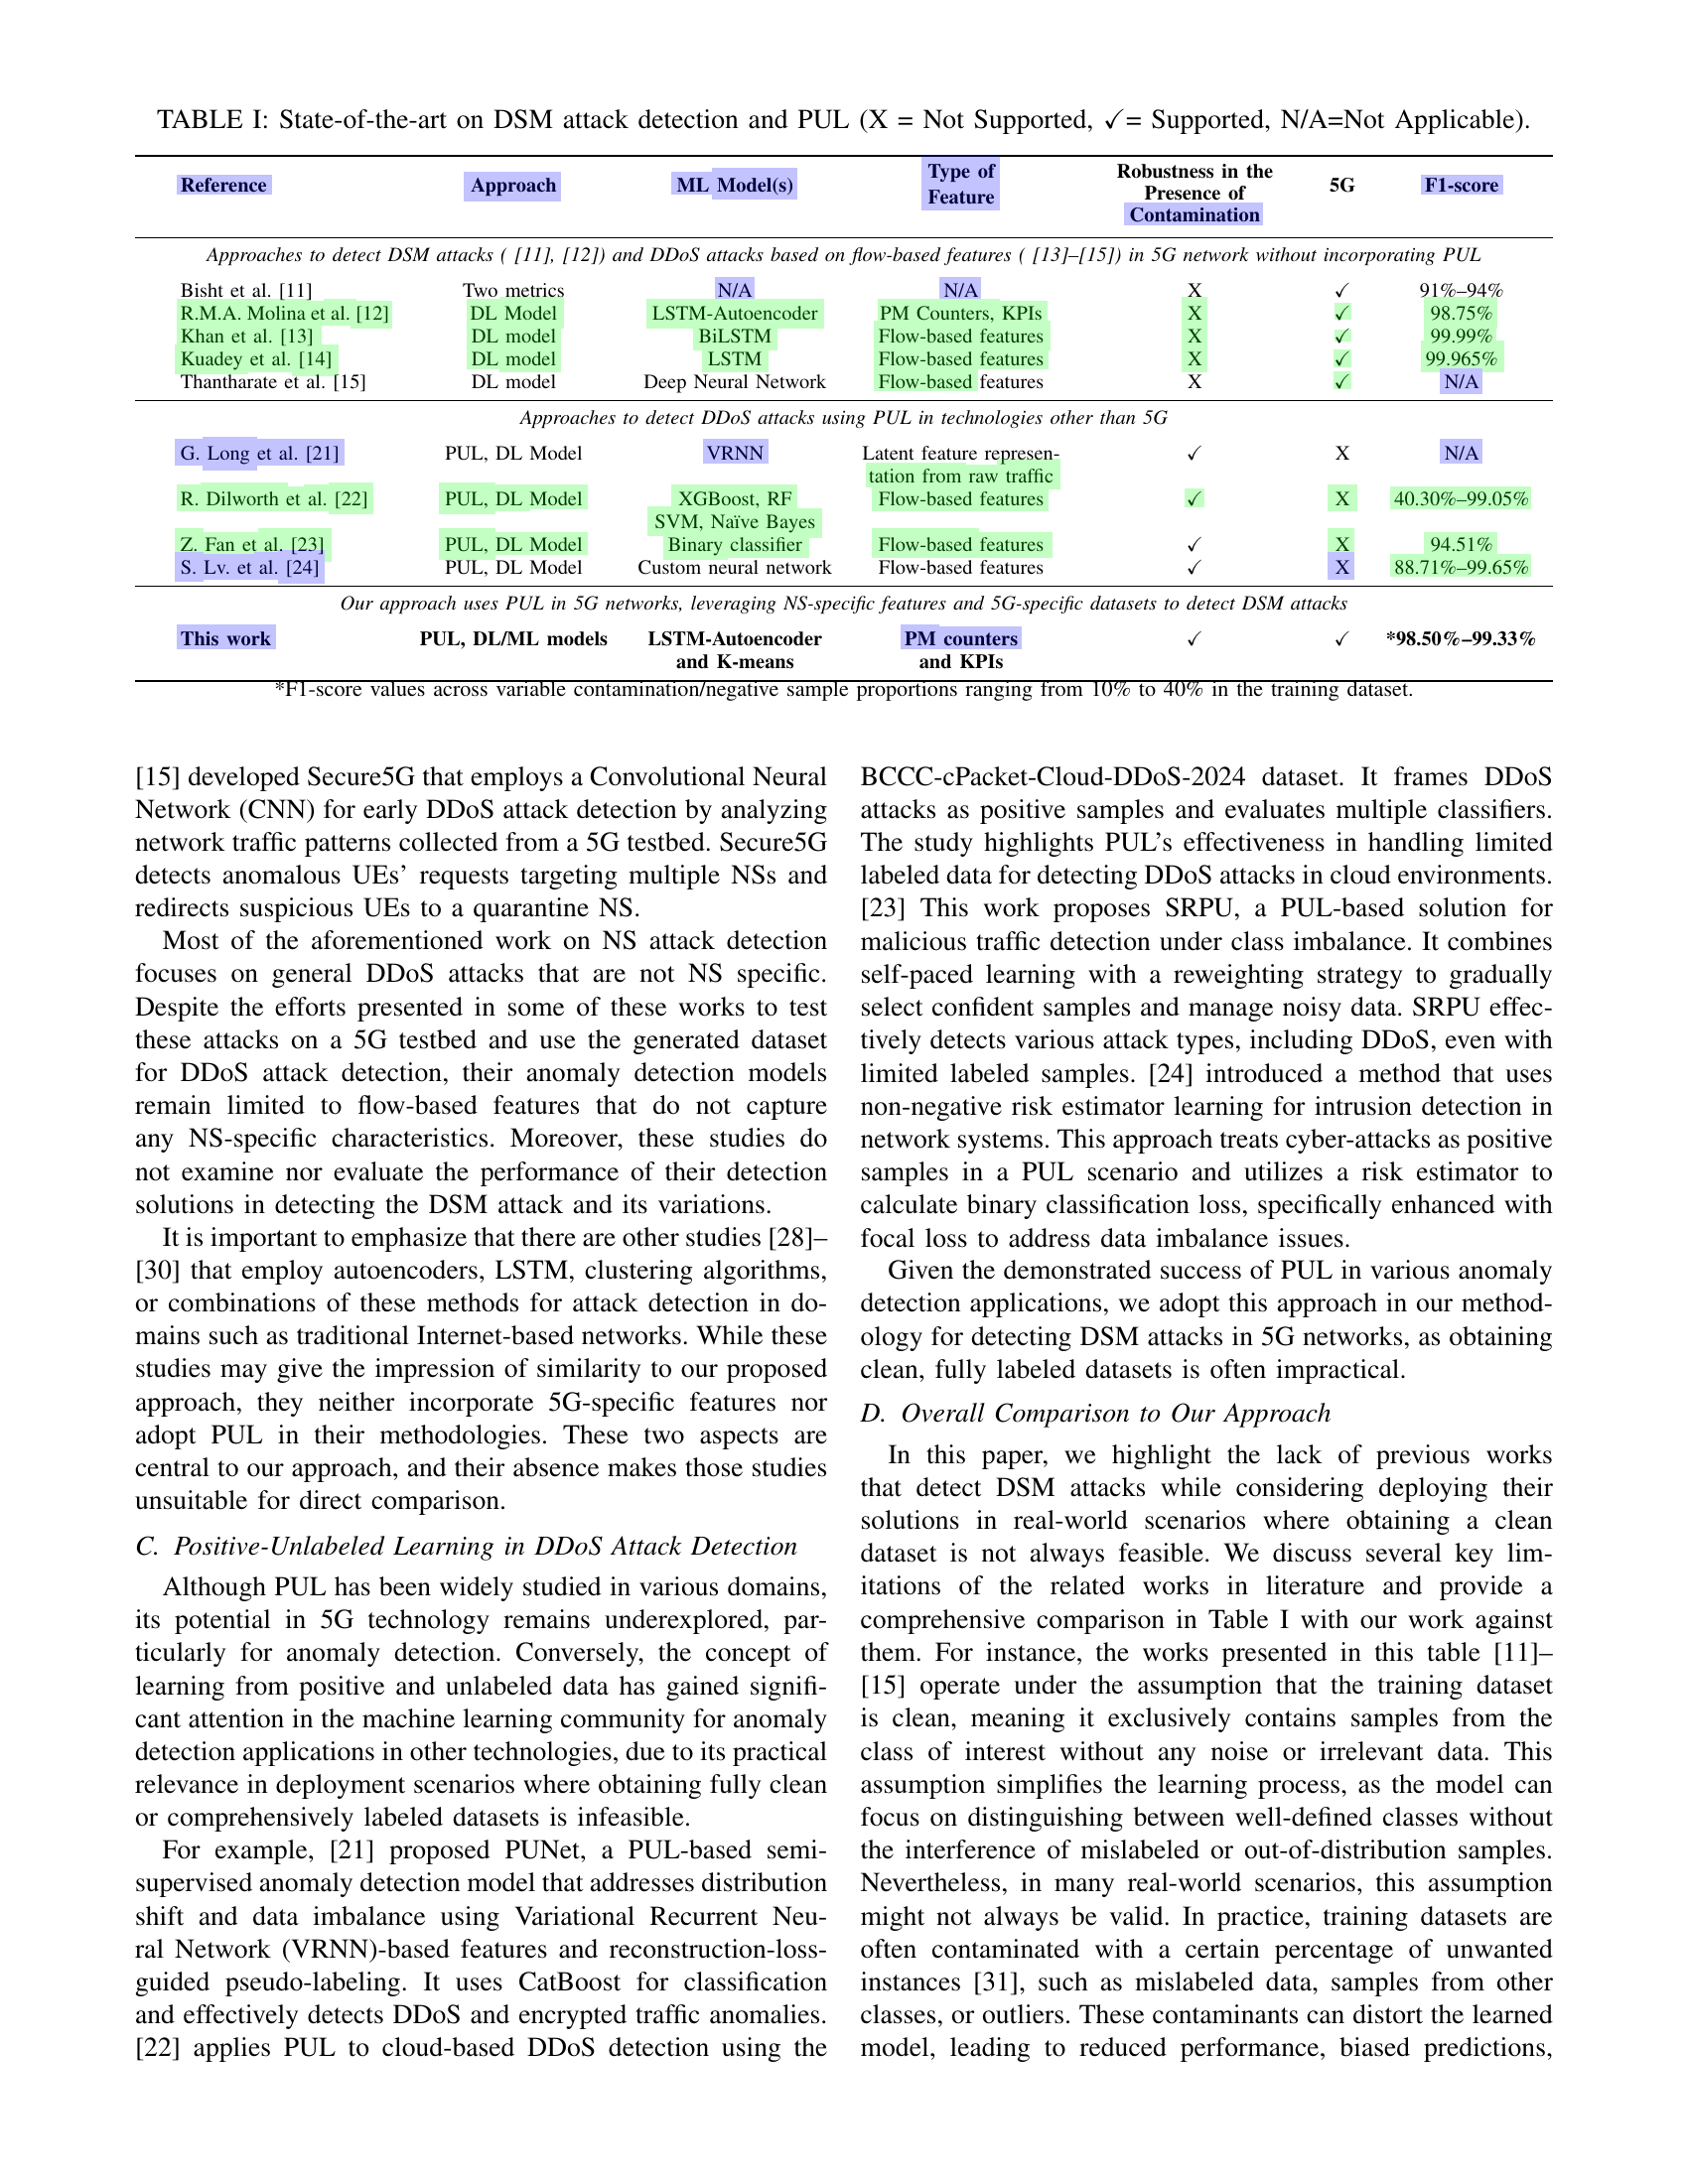 TABLE I: State-of-the-art on DSM attack detection and PUL (X = Not Supported, ✓= Supported, N/A=Not Applicable).
Reference Approach ML Model(s) Type of Feature Robustness in the Presence of Contamination 5G F1-score
Approaches to detect DSM attacks ( [11], [12]) and DDoS attacks based on flow-based features ( [13]–[15]) in 5G network without incorporating PUL
Bisht et al. [11] Two metrics N/A N/A X ✓ 91%–94%
R.M.A. Molina et al. [12] DL Model LSTM-Autoencoder PM Counters, KPIs X ✓ 98.75%
Khan et al. [13] DL model BiLSTM Flow-based features X ✓ 99.99%
Kuadey et al. [14] DL model LSTM Flow-based features X ✓ 99.965%
Thantharate et al. [15] DL model Deep Neural Network Flow-based features X ✓ N/A
Approaches to detect DDoS attacks using PUL in technologies other than 5G
G. Long et al. [21] PUL, DL Model VRNN Latent feature represen- ✓ X N/A
tation from raw traffic
R. Dilworth et al. [22] PUL, DL Model XGBoost, RF Flow-based features ✓ X 40.30%–99.05%
SVM, Naïve Bayes
Z. Fan et al. [23] PUL, DL Model Binary classifier Flow-based features ✓ X 94.51%
S. Lv. et al. [24] PUL, DL Model Custom neural network Flow-based features ✓ X 88.71%–99.65%
Our approach uses PUL in 5G networks, leveraging NS-specific features and 5G-specific datasets to detect DSM attacks
This work PUL, DL/ML models LSTM-Autoencoder PM counters ✓ ✓ *98.50%–99.33%
and K-means and KPIs
*F1-score values across variable contamination/negative sample proportions ranging from 10% to 40% in the training dataset.
[15] developed Secure5G that employs a Convolutional Neural
Network (CNN) for early DDoS attack detection by analyzing
network traffic patterns collected from a 5G testbed. Secure5G
detects anomalous UEs' requests targeting multiple NSs and
redirects suspicious UEs to a quarantine NS.
Most of the aforementioned work on NS attack detection
focuses on general DDoS attacks that are not NS specific.
Despite the efforts presented in some of these works to test
these attacks on a 5G testbed and use the generated dataset
for DDoS attack detection, their anomaly detection models
remain limited to flow-based features that do not capture
any NS-specific characteristics. Moreover, these studies do
not examine nor evaluate the performance of their detection
solutions in detecting the DSM attack and its variations.
It is important to emphasize that there are other studies [28]–
[30] that employ autoencoders, LSTM, clustering algorithms,
or combinations of these methods for attack detection in do-
mains such as traditional Internet-based networks. While these
studies may give the impression of similarity to our proposed
approach, they neither incorporate 5G-specific features nor
adopt PUL in their methodologies. These two aspects are
central to our approach, and their absence makes those studies
unsuitable for direct comparison.
C. Positive-Unlabeled Learning in DDoS Attack Detection
Although PUL has been widely studied in various domains,
its potential in 5G technology remains underexplored, par-
ticularly for anomaly detection. Conversely, the concept of
learning from positive and unlabeled data has gained signifi-
cant attention in the machine learning community for anomaly
detection applications in other technologies, due to its practical
relevance in deployment scenarios where obtaining fully clean
or comprehensively labeled datasets is infeasible.
For example, [21] proposed PUNet, a PUL-based semi-
supervised anomaly detection model that addresses distribution
shift and data imbalance using Variational Recurrent Neu-
ral Network (VRNN)-based features and reconstruction-loss-
guided pseudo-labeling. It uses CatBoost for classification
and effectively detects DDoS and encrypted traffic anomalies.
[22] applies PUL to cloud-based DDoS detection using the
BCCC-cPacket-Cloud-DDoS-2024 dataset. It frames DDoS
attacks as positive samples and evaluates multiple classifiers.
The study highlights PUL's effectiveness in handling limited
labeled data for detecting DDoS attacks in cloud environments.
[23] This work proposes SRPU, a PUL-based solution for
malicious traffic detection under class imbalance. It combines
self-paced learning with a reweighting strategy to gradually
select confident samples and manage noisy data. SRPU effec-
tively detects various attack types, including DDoS, even with
limited labeled samples. [24] introduced a method that uses
non-negative risk estimator learning for intrusion detection in
network systems. This approach treats cyber-attacks as positive
samples in a PUL scenario and utilizes a risk estimator to
calculate binary classification loss, specifically enhanced with
focal loss to address data imbalance issues.
Given the demonstrated success of PUL in various anomaly
detection applications, we adopt this approach in our method-
ology for detecting DSM attacks in 5G networks, as obtaining
clean, fully labeled datasets is often impractical.
D. Overall Comparison to Our Approach
In this paper, we highlight the lack of previous works
that detect DSM attacks while considering deploying their
solutions in real-world scenarios where obtaining a clean
dataset is not always feasible. We discuss several key lim-
itations of the related works in literature and provide a
comprehensive comparison in Table I with our work against
them. For instance, the works presented in this table [11]–
[15] operate under the assumption that the training dataset
is clean, meaning it exclusively contains samples from the
class of interest without any noise or irrelevant data. This
assumption simplifies the learning process, as the model can
focus on distinguishing between well-defined classes without
the interference of mislabeled or out-of-distribution samples.
Nevertheless, in many real-world scenarios, this assumption
might not always be valid. In practice, training datasets are
often contaminated with a certain percentage of unwanted
instances [31], such as mislabeled data, samples from other
classes, or outliers. These contaminants can distort the learned
model, leading to reduced performance, biased predictions,